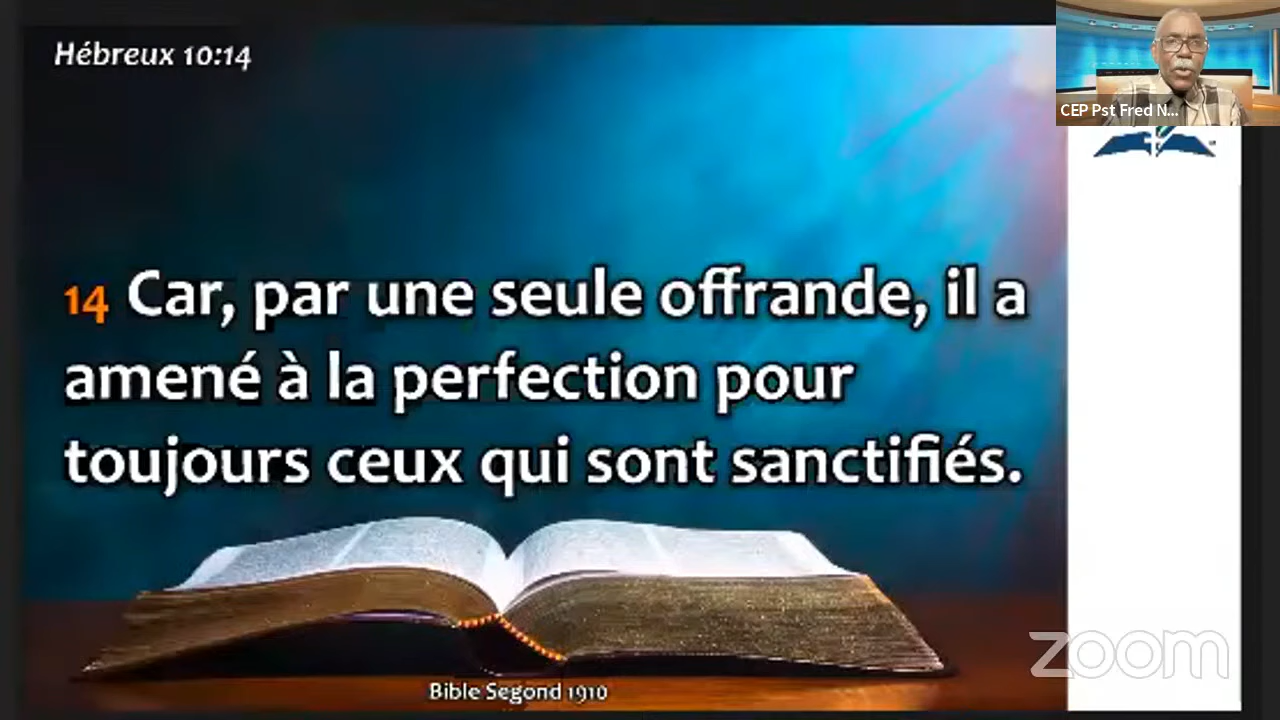 Hébreux 10:14
CEP Pst Fred N...
14 Car, par une seule offrande, il a
amené à la perfection pour
toujours ceux qui sont sanctifiés.
Bible Segond 1910
zoom